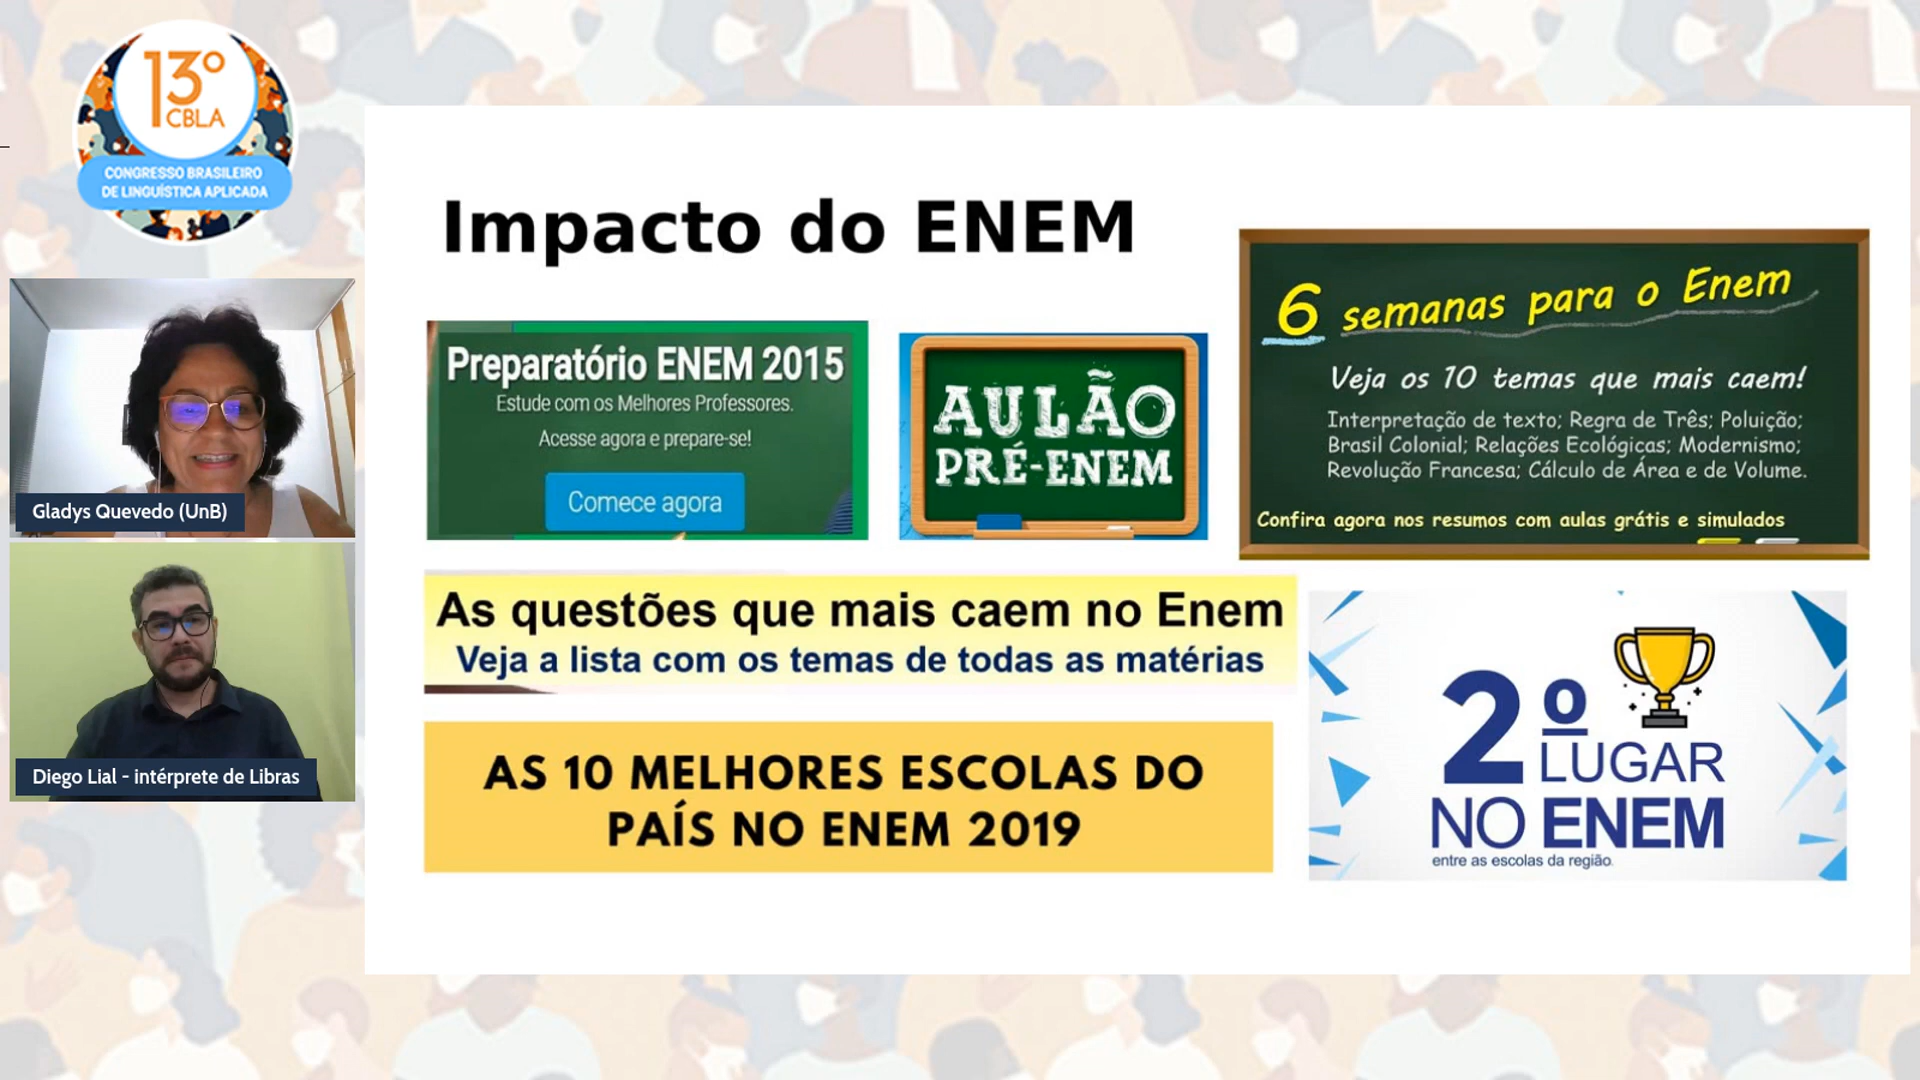 13º
CBLA
CONGRESSO BRASILEIRO
DE LINGUÍSTICA APLICADA
Gladys Quevedo (UnB)
Diego Lial - intérprete de Libras
Impacto do ENEM
Preparatório ENEM 2015
Estude com os Melhores Professores.
Acesse agora e prepare-se!
Comece agora
AULÃO
PRÉ-ENEM
6 semanas para o Enem
Veja os 10 temas que mais caem!
Interpretação de texto; Regra de Três; Poluição;
Brasil Colonial; Relações Ecológicas; Modernismo;
Revolução Francesa; Cálculo de Área e de Volume.
Confira agora nos resumos com aulas grátis e simulados
As questões que mais caem no Enem
Veja a lista com os temas de todas as matérias
AS 10 MELHORES ESCOLAS DO
PAÍS NO ENEM 2019
2º
LUGAR
NO ENEM
entre as escolas da região.